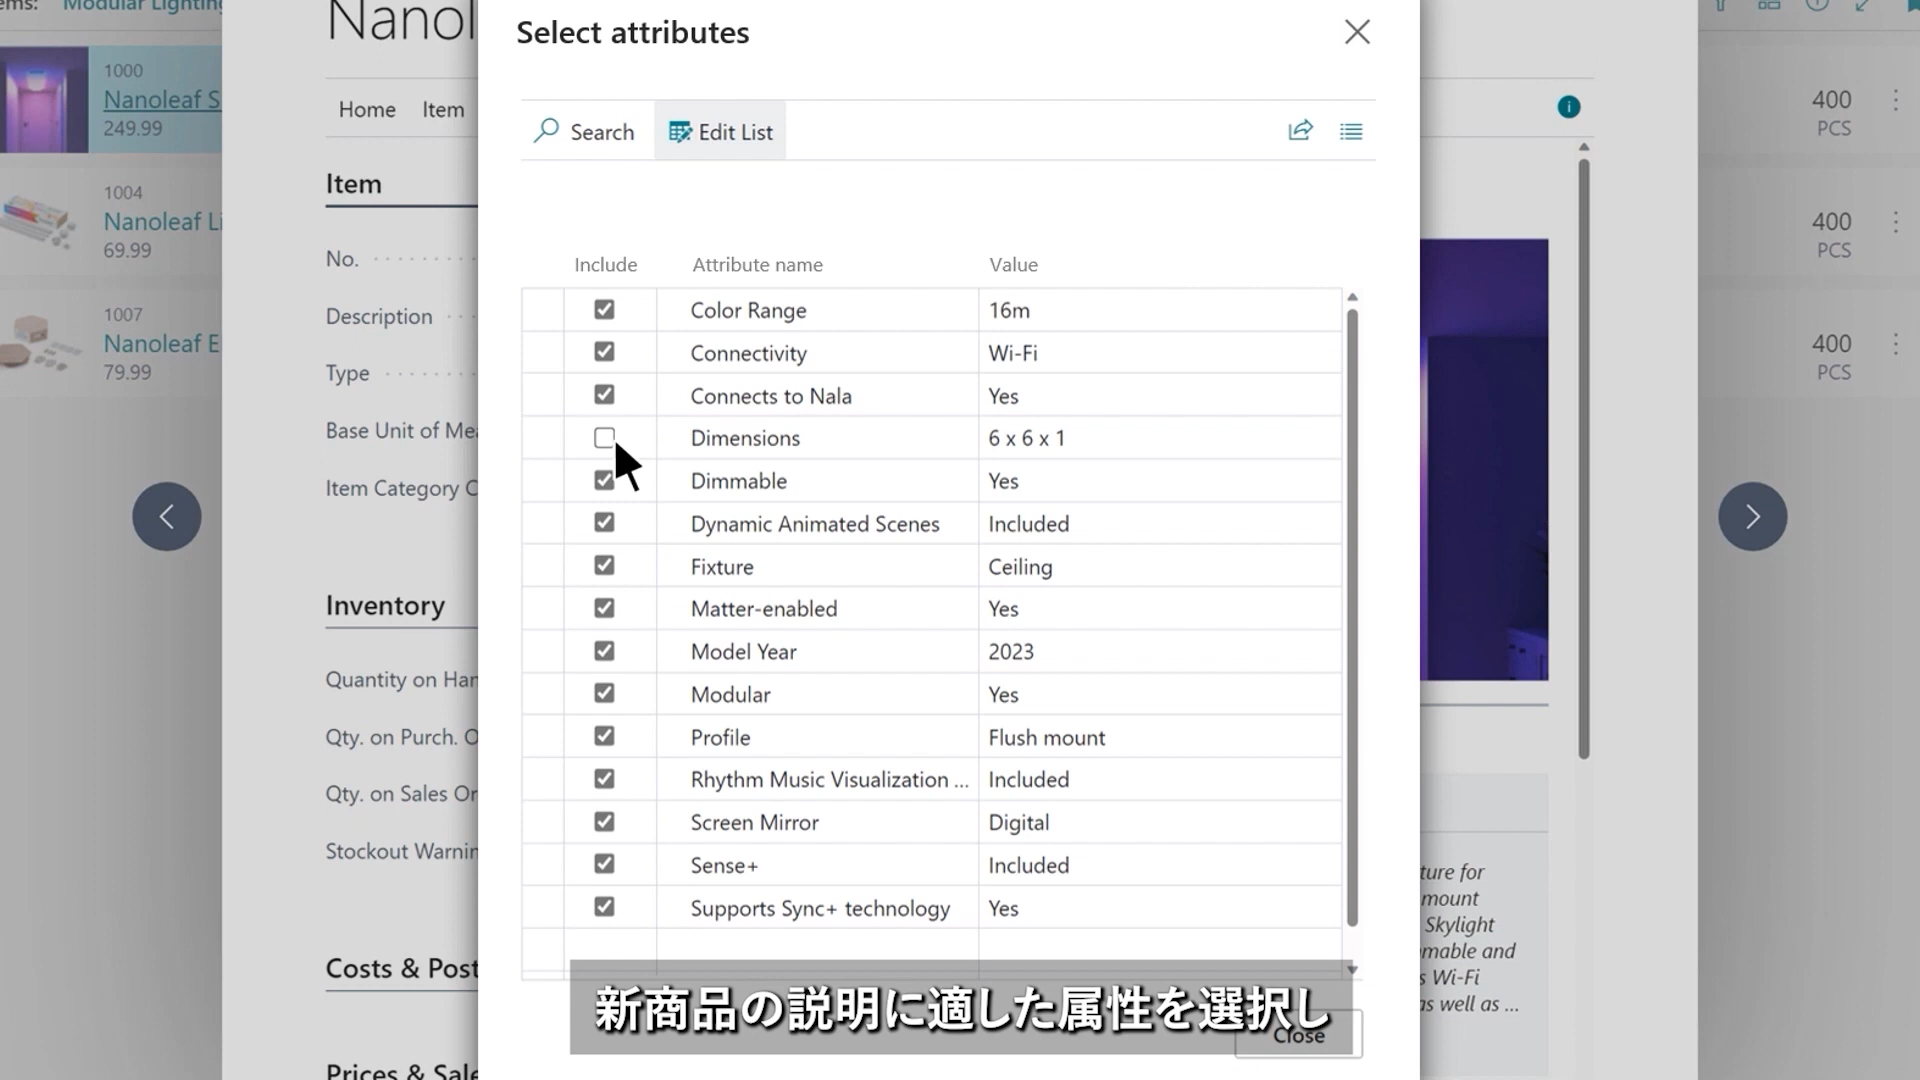 ems: Modular Lighting
1000
Nanoleaf S
249.99
1004
Nanoleaf Li
69.99
1007
Nanoleaf E
79.99
Nanol
Home Item
Item
No.
Description
Type
Base Unit of Mea
Item Category C
Inventory
Quantity on Han
Qty. on Purch. O
Qty. on Sales Or
Stockout Warnin
Costs & Post
Prices & Sale
Select attributes
Search Edit List
Include Attribute name Value
Color Range 16m
Connectivity Wi-Fi
Connects to Nala Yes
Dimensions 6 x 6 x 1
Dimmable Yes
Dynamic Animated Scenes Included
Fixture Ceiling
Matter-enabled Yes
Model Year 2023
Modular Yes
Profile Flush mount
Rhythm Music Visualization ... Included
Screen Mirror Digital
Sense+ Included
Supports Sync+ technology Yes
新商品の説明に適した属性を選択し
Close
ture for
mount
Skylight
mmable and
s Wi-Fi
as well as ...
400
PCS
400
PCS
400
PCS